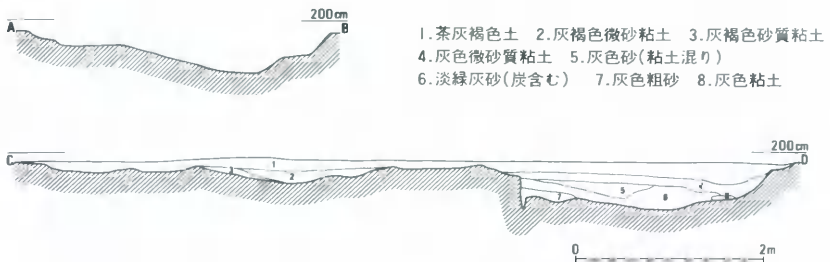 A 200cm B
1.茶灰褐色土 2.灰褐色微砂粘土 3.灰褐色砂質粘土
4.灰色微砂質粘土 5.灰色砂(粘土混り)
6.淡緑灰砂(炭含む) 7.灰色粗砂 8.灰色粘土
C 200cm D
1
3 2 4
5 6 7 8
0 2m